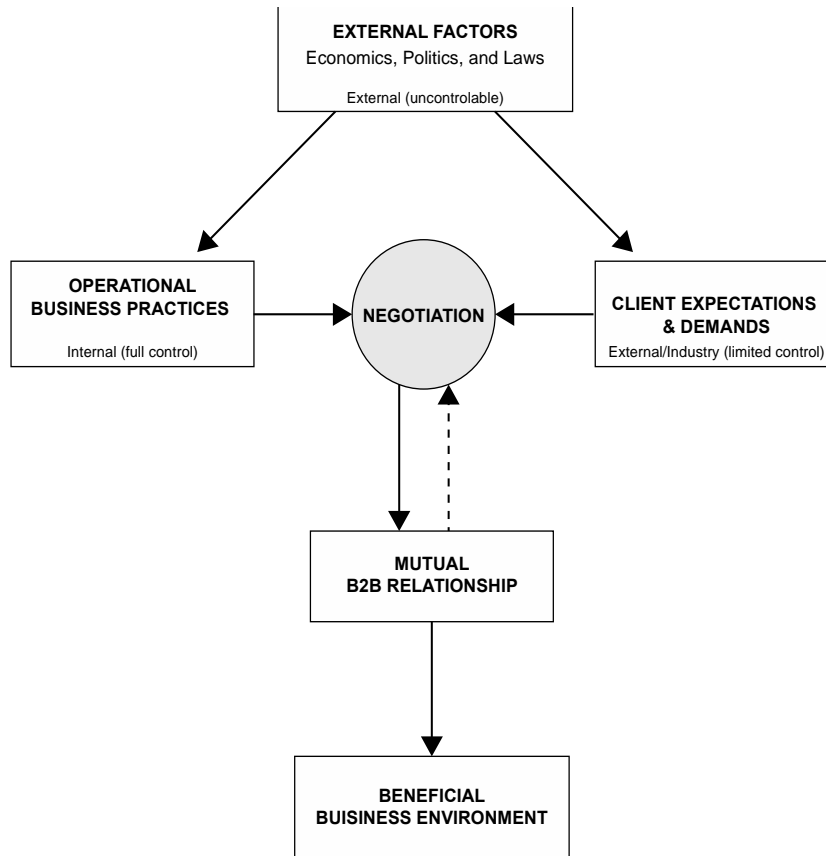 EXTERNAL FACTORS
Economics, Politics, and Laws
External (uncontrolable)
OPERATIONAL
BUSINESS PRACTICES
Internal (full control)
NEGOTIATION
CLIENT EXPECTATIONS
& DEMANDS
External/Industry (limited control)
MUTUAL
B2B RELATIONSHIP
BENEFICIAL
BUISINESS ENVIRONMENT